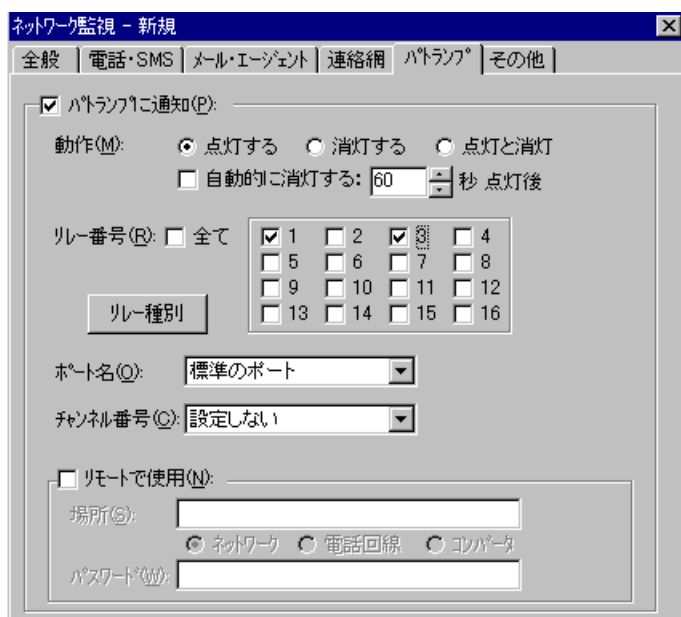 ネットワーク監視 - 新規
全般 電話・SMS メール・エージェント 連絡網 パトランプ その他
パトランプに通知(P):
動作(M): 点灯する 消灯する 点灯と消灯
自動的に消灯する: 60 秒 点灯後
リレー番号(R): 全て 1 2 3 4
5 6 7 8
9 10 11 12
リレー種別 13 14 15 16
ポート名(O): 標準のポート
チャンネル番号(C): 設定しない
リモートで使用(N):
場所(S):
ネットワーク 電話回線 コンバータ
パスワード(W):